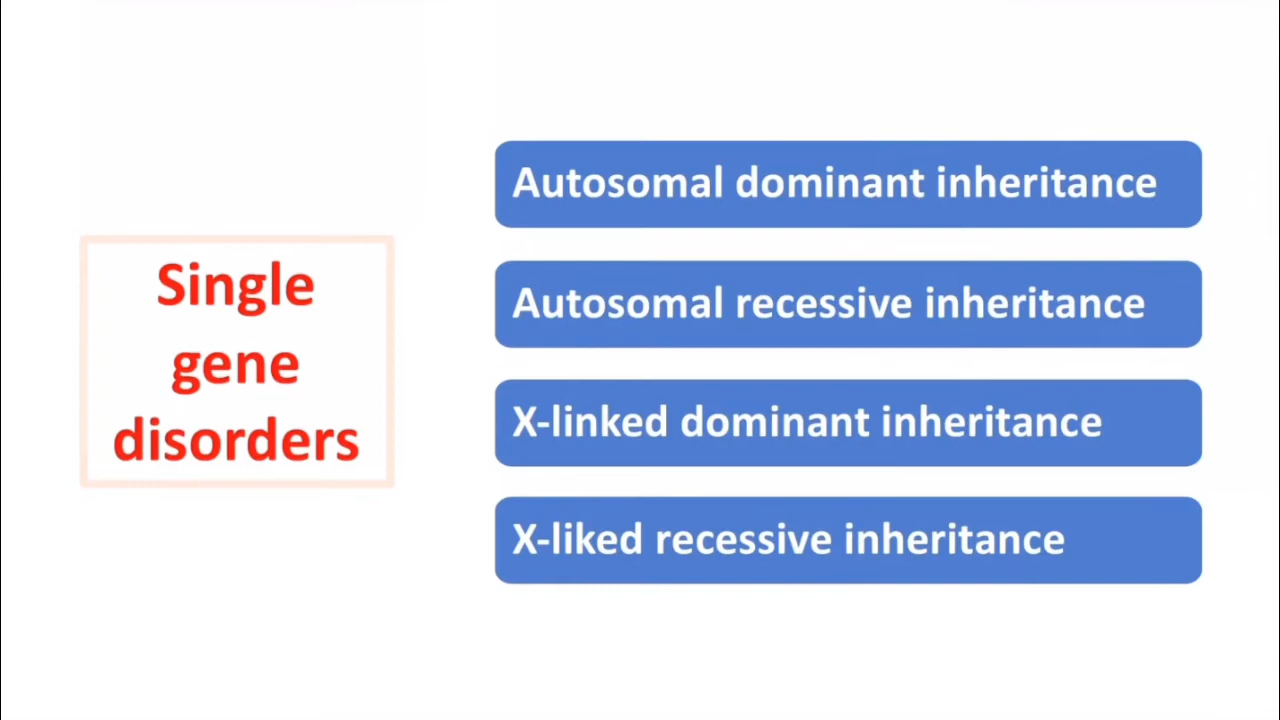 Single
gene
disorders
Autosomal dominant inheritance
Autosomal recessive inheritance
X-linked dominant inheritance
X-liked recessive inheritance